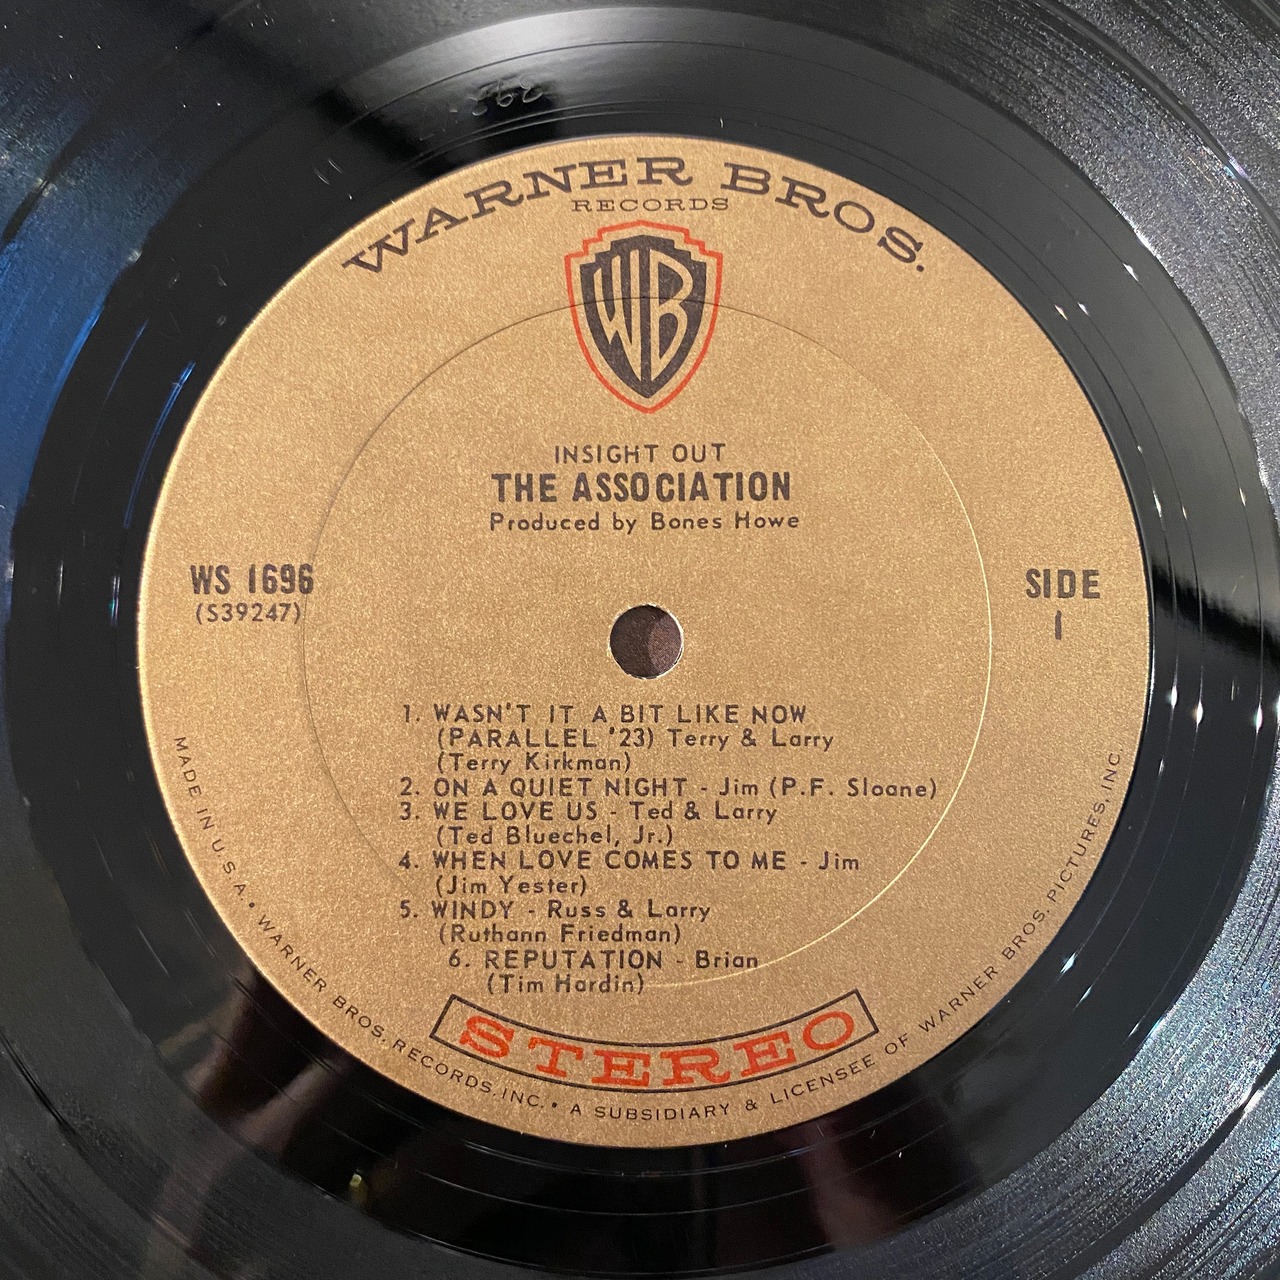 WARNER BROS.
RECORDS
WB
INSIGHT OUT
THE ASSOCIATION
Produced by Bones Howe
WS 1696
(S39247)
SIDE
1
1. WASN'T IT A BIT LIKE NOW
(PARALLEL '23) Terry & Larry
(Terry Kirkman)
2. ON A QUIET NIGHT - Jim (P.F. Sloane)
3. WE LOVE US - Ted & Larry
(Ted Bluechel, Jr.)
4. WHEN LOVE COMES TO ME - Jim
(Jim Yester)
5. WINDY - Russ & Larry
(Ruthann Friedman)
6. REPUTATION - Brian
(Tim Hardin)
STEREO
MADE IN U.S.A. • WARNER BROS. RECORDS, INC. • A SUBSIDIARY & LICENSEE OF WARNER BROS. PICTURES, INC.